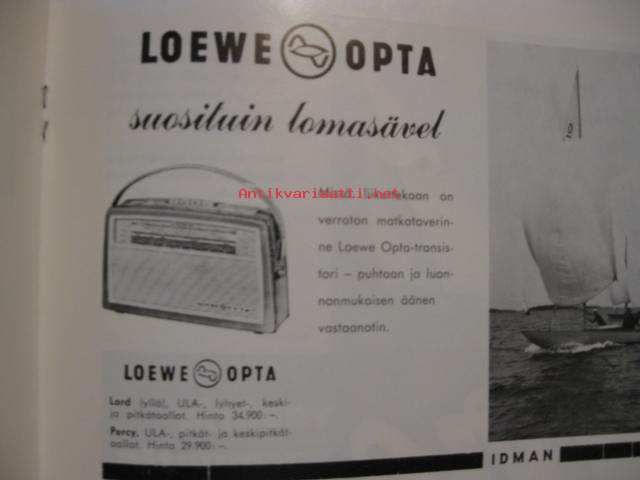 LOEWE OPTA
suosituin lomasävel
Antikvariaatti.net
on
verraton matkatoverin-
ne Loewe Opta-transis-
tori – puhtaan ja luon-
nonmukaisen äänen
vastaanotin.
LOEWE OPTA
Lord (yllä), ULA-, lyhyet-, keski-
ja pitkätaallot. Hinta 34.900:–.
Percy, ULA-, pitkät- ja keskipitkät-
aallot. Hinta 29.900:–.
IDMAN